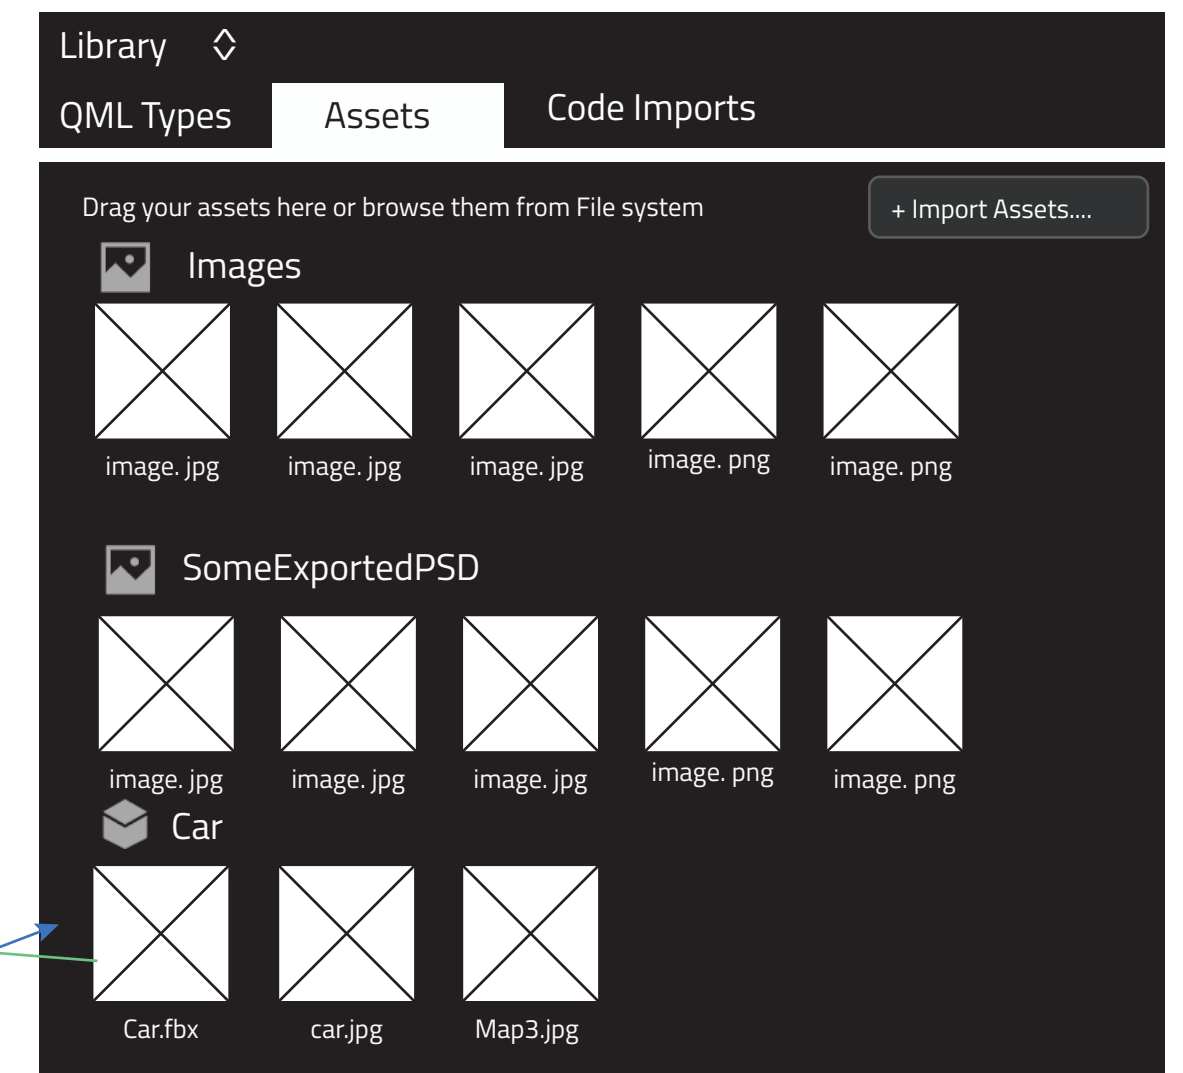 Library
QML Types Assets Code Imports
Drag your assets here or browse them from File system
+ Import Assets....
Images
image. jpg image. jpg image. jpg image. png image. png
SomeExportedPSD
image. jpg image. jpg image. jpg image. png image. png
Car
Car.fbx car.jpg Map3.jpg